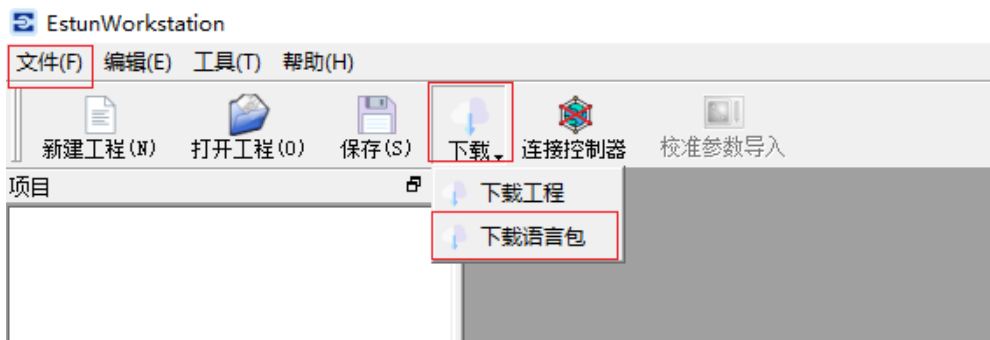 EstunWorkstation
文件(F) 编辑(E) 工具(T) 帮助(H)
新建工程(N) 打开工程(O) 保存(S) 下载 连接控制器 校准参数导入
项目
下载工程
下载语言包